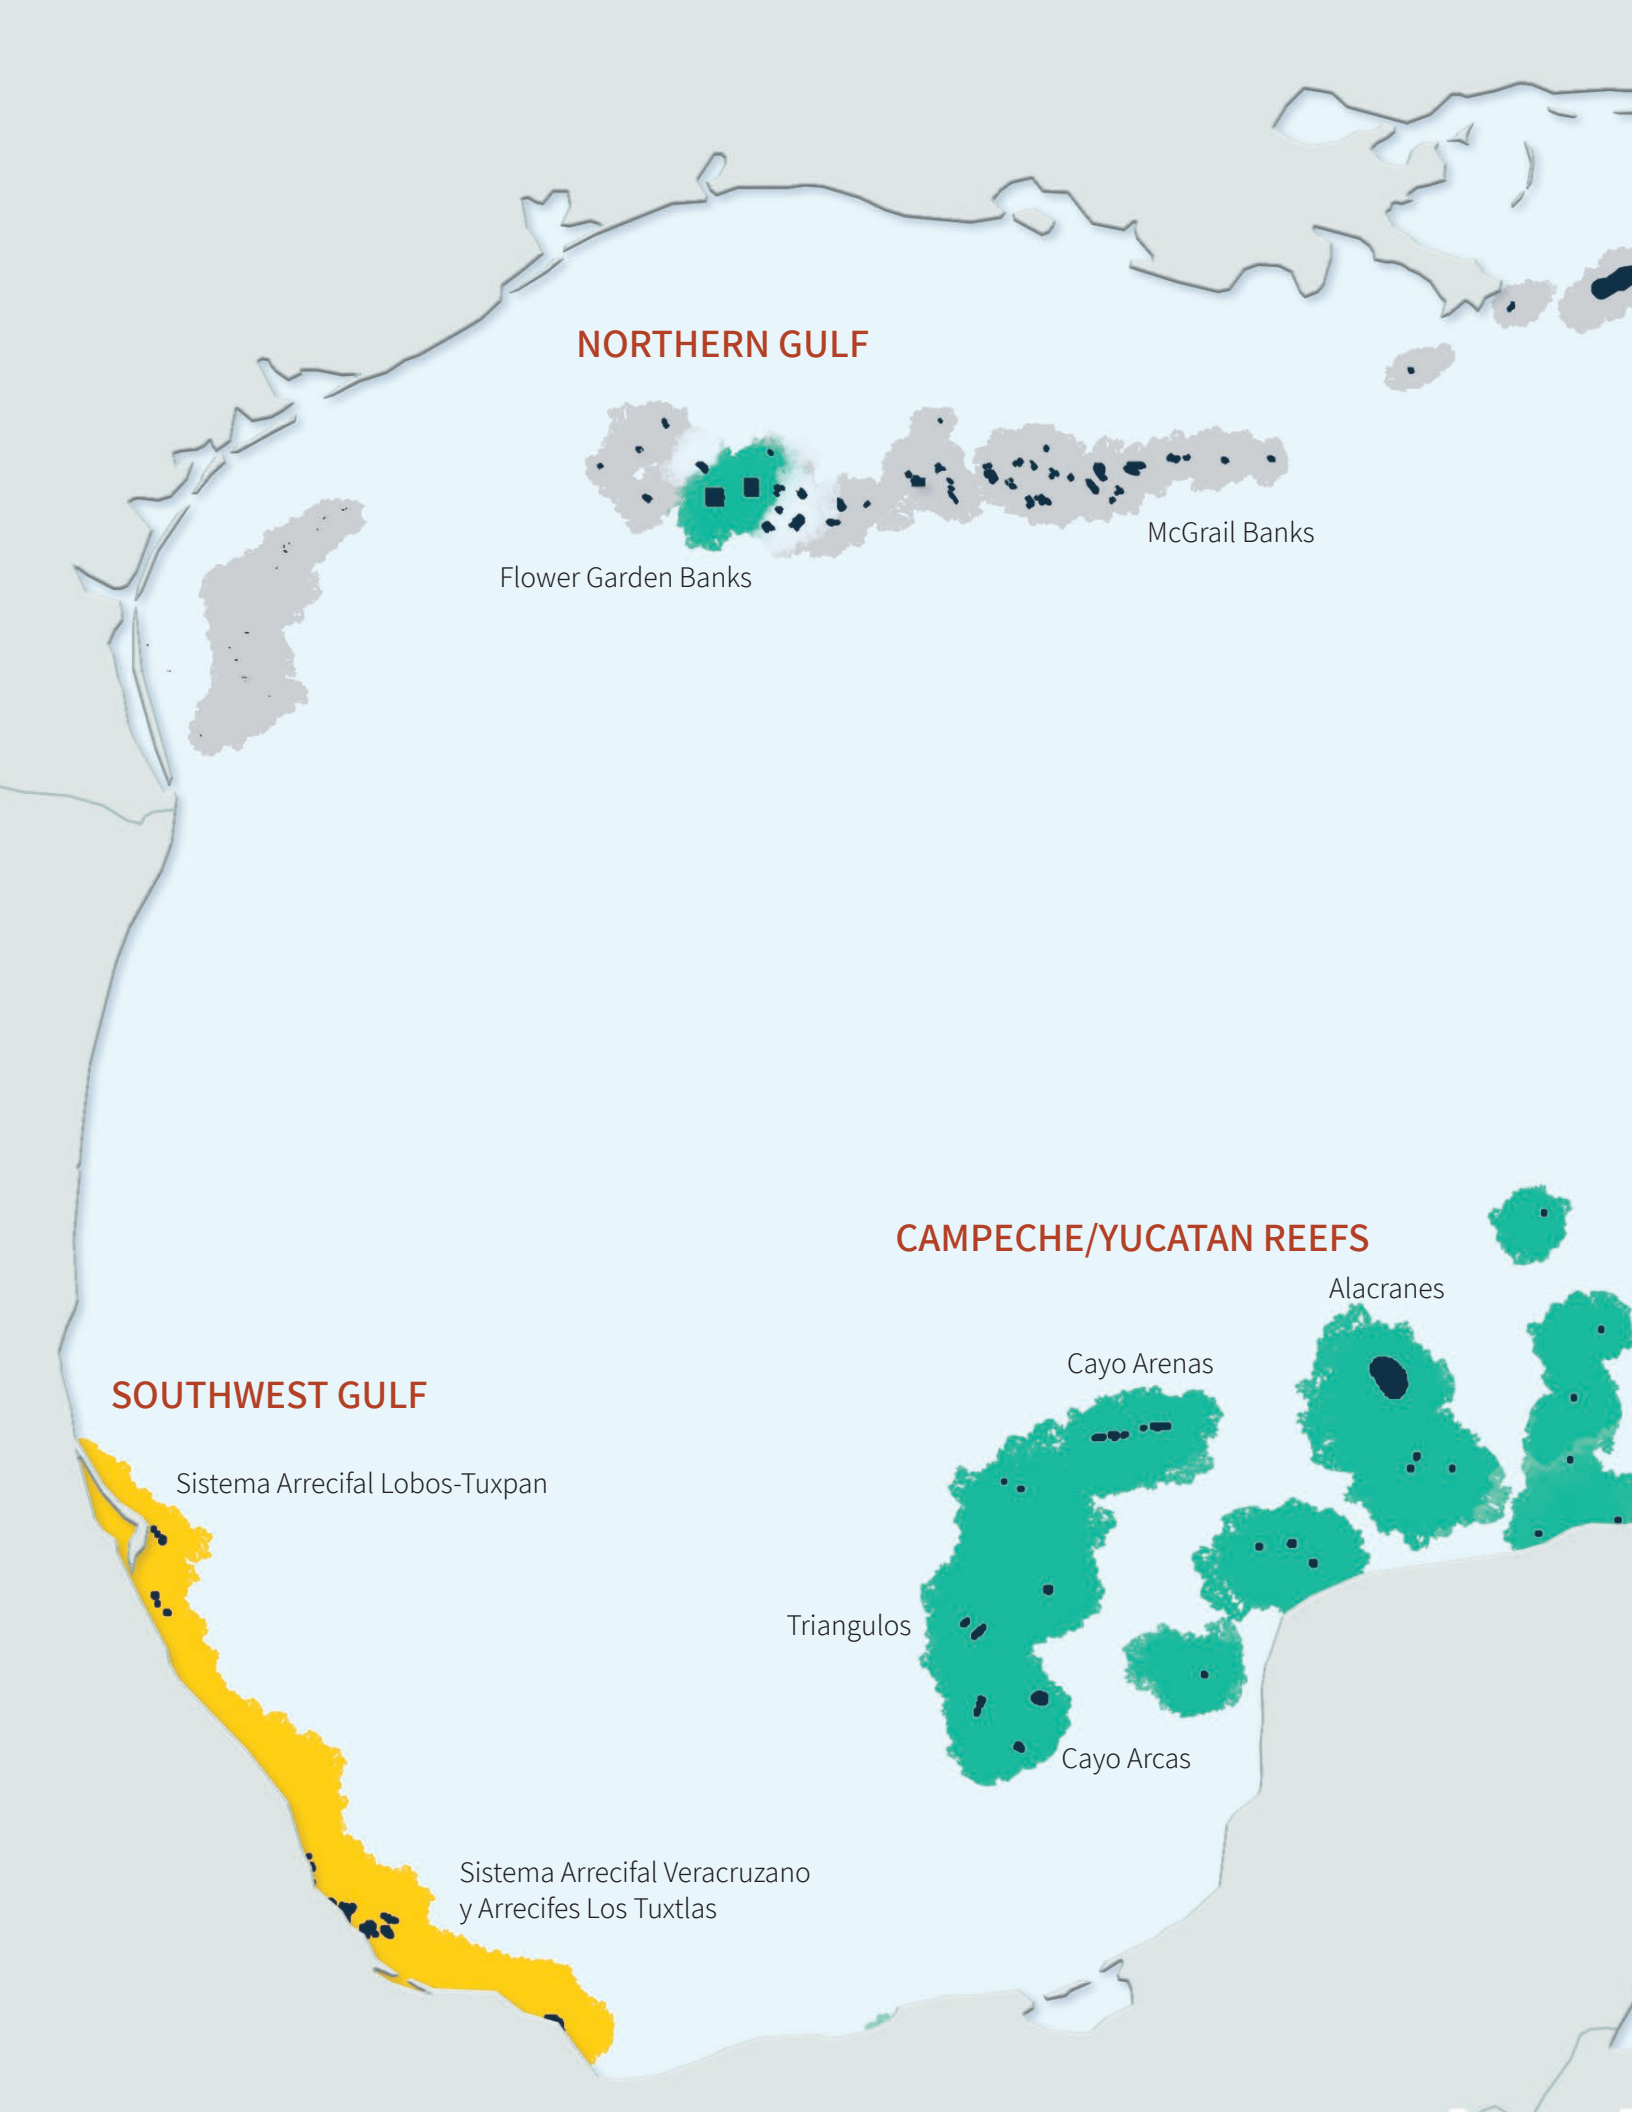 NORTHERN GULF
McGrail Banks
Flower Garden Banks
CAMPECHE/YUCATAN REEFS
Alacranes
Cayo Arenas
SOUTHWEST GULF
Sistema Arrecifal Lobos-Tuxpan
Triangulos
Cayo Arcas
Sistema Arrecifal Veracruzano
y Arrecifes Los Tuxtlas